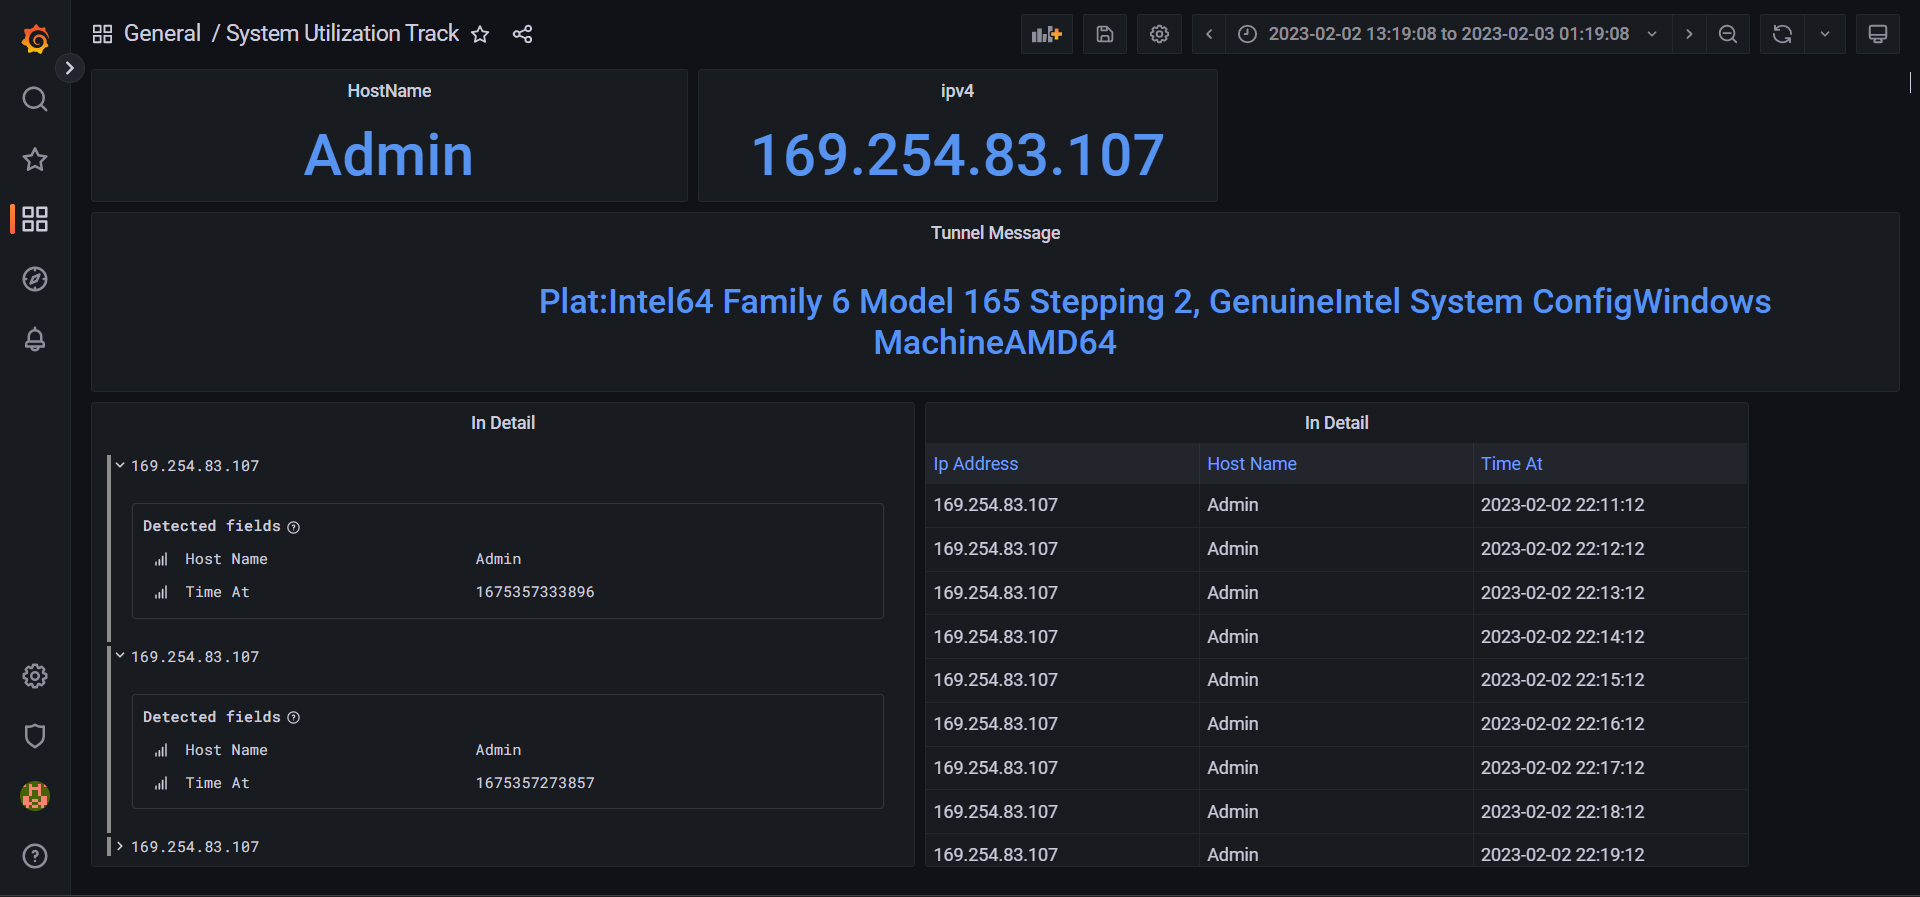 General / System Utilization Track
2023-02-02 13:19:08 to 2023-02-03 01:19:08
HostName
Admin
ipv4
169.254.83.107
Tunnel Message
Plat:Intel64 Family 6 Model 165 Stepping 2, GenuineIntel System ConfigWindows
MachineAMD64
In Detail
169.254.83.107
Detected fields
Host Name Admin
Time At 1675357333896
169.254.83.107
Detected fields
Host Name Admin
Time At 1675357273857
169.254.83.107
In Detail
Ip Address Host Name Time At
169.254.83.107 Admin 2023-02-02 22:11:12
169.254.83.107 Admin 2023-02-02 22:12:12
169.254.83.107 Admin 2023-02-02 22:13:12
169.254.83.107 Admin 2023-02-02 22:14:12
169.254.83.107 Admin 2023-02-02 22:15:12
169.254.83.107 Admin 2023-02-02 22:16:12
169.254.83.107 Admin 2023-02-02 22:17:12
169.254.83.107 Admin 2023-02-02 22:18:12
169.254.83.107 Admin 2023-02-02 22:19:12